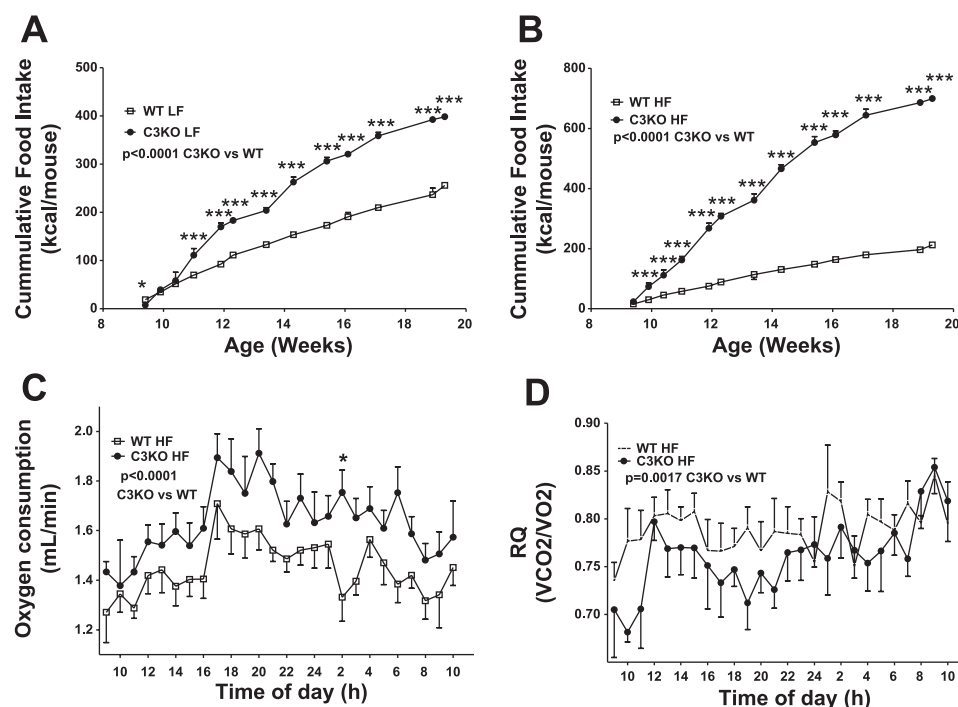 A
Cummulative Food Intake
(kcal/mouse)
500
400
300
200
100
0
WT LF
C3KO LF
p<0.0001 C3KO vs WT
*
***
***
***
***
***
***
***
***
***
***
8
10
12
14
16
18
20
Age (Weeks)
B
Cummulative Food Intake
(kcal/mouse)
800
600
400
200
0
WT HF
C3KO HF
p<0.0001 C3KO vs WT
***
***
***
***
***
***
***
***
***
***
***
***
8
10
12
14
16
18
20
Age (Weeks)
C
Oxygen consumption
(mL/min)
2.0
1.8
1.6
1.4
1.2
WT HF
C3KO HF
p<0.0001
C3KO vs WT
*
10 12 14 16 18 20 22 24 2 4 6 8 10
Time of day (h)
D
RQ
(VCO2/VO2)
0.90
0.85
0.80
0.75
0.70
WT HF
C3KO HF
p=0.0017 C3KO vs WT
10 12 14 16 18 20 22 24 2 4 6 8 10
Time of day (h)